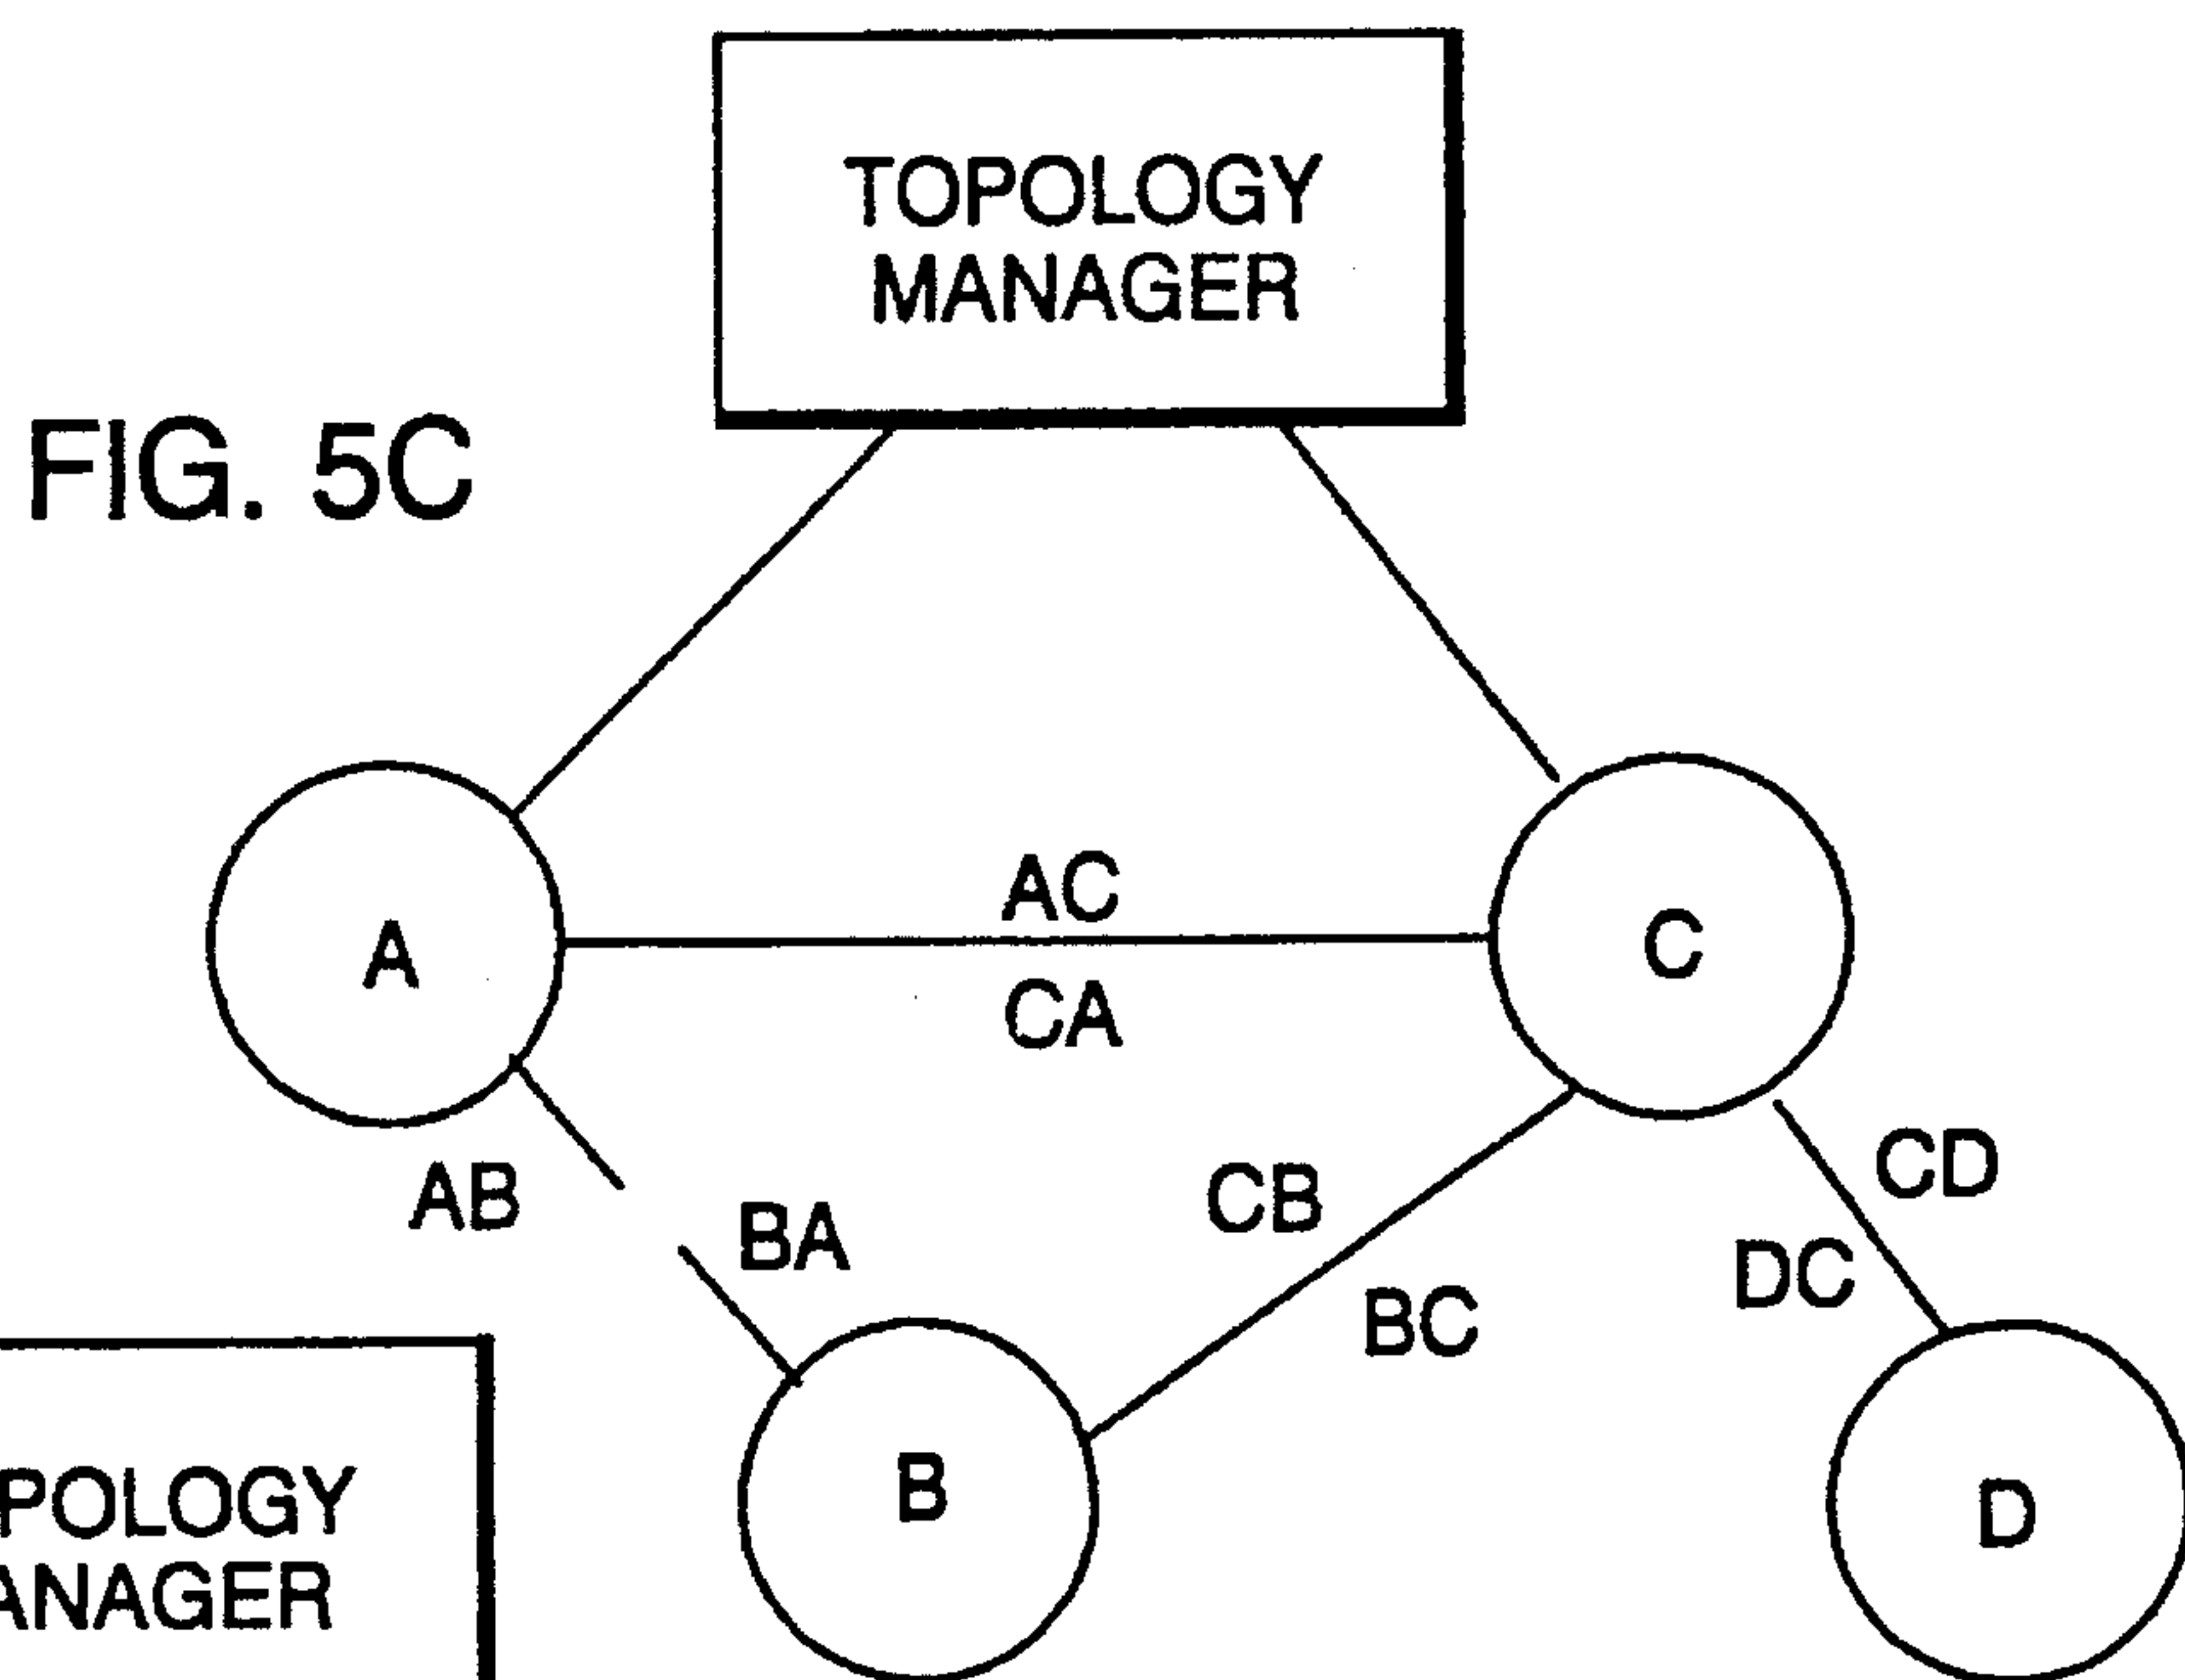 TOPOLOGY
MANAGER
FIG. 5C
A
AC
C
CA
AB
BA
CB
CD
DC
BC
B
D
POLOGY
ANAGER